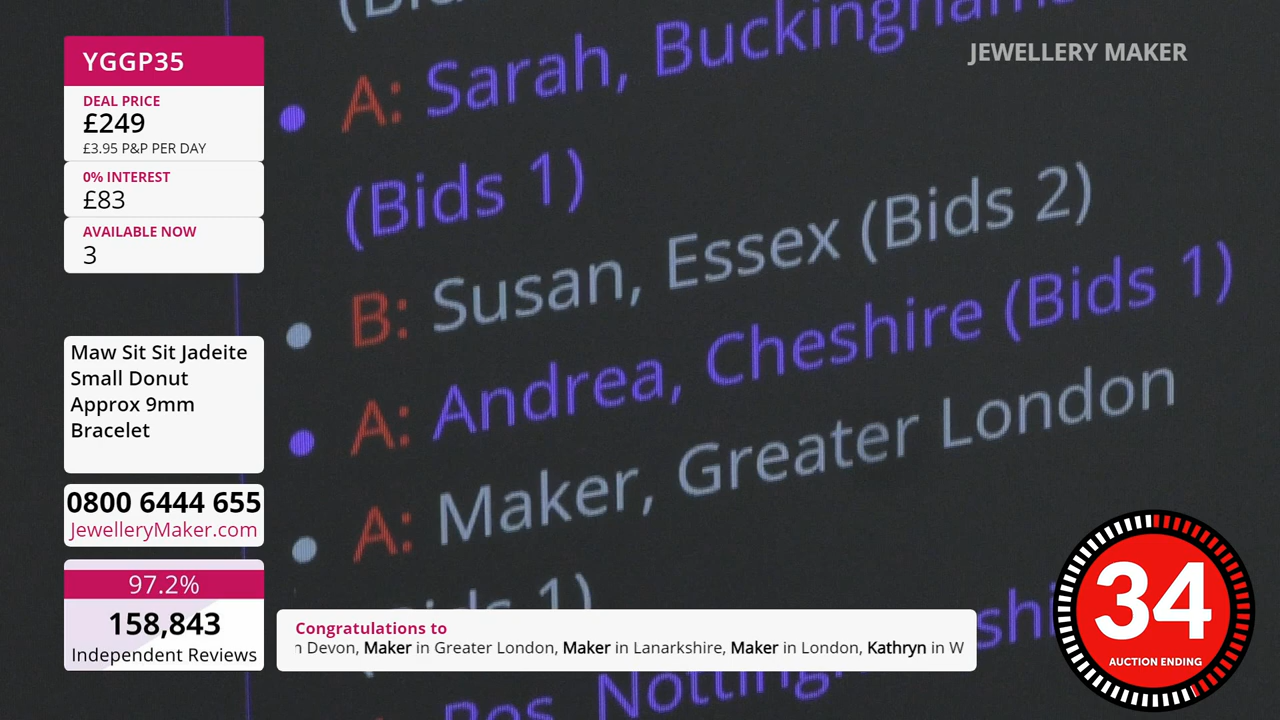 YGGP35
DEAL PRICE
£249
£3.95 P&P PER DAY
0% INTEREST
£83
AVAILABLE NOW
3
Maw Sit Sit Jadeite
Small Donut
Approx 9mm
Bracelet
0800 6444 655
JewelleryMaker.com
97.2%
158,843
Independent Reviews
JEWELLERY MAKER
A: Sarah,
(Bids 1)
B: Susan, Essex (Bids 2)
A: Andrea, Cheshire (Bids 1)
A: Maker, Greater London
1)
Congratulations to
Devon, Maker in Greater London, Maker in Lanarkshire, Maker in London, Kathryn in W
34
AUCTION ENDING